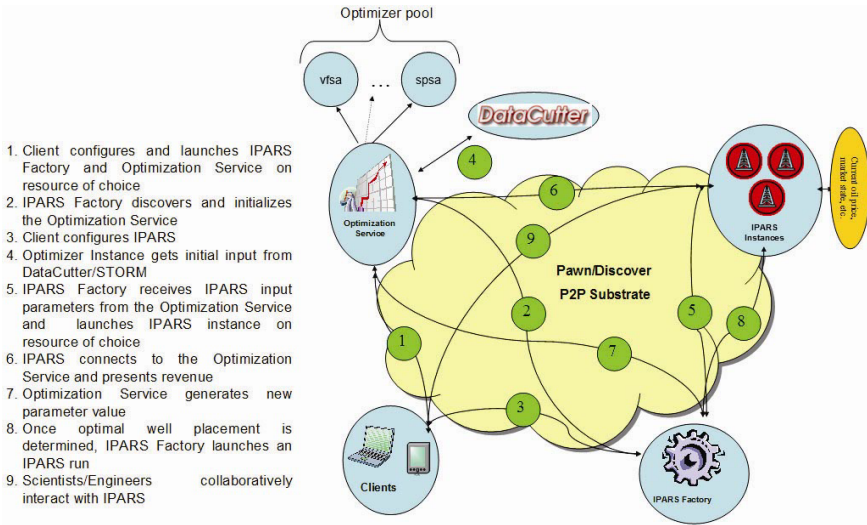 Optimizer pool
vfsa
...
spsa
DataCutter
1. Client configures and launches IPARS
Factory and Optimization Service on
resource of choice
2. IPARS Factory discovers and initializes
the Optimization Service
3. Client configures IPARS
4. Optimizer Instance gets initial input from
DataCutter/STORM
5. IPARS Factory receives IPARS input
parameters from the Optimization Service
and launches IPARS instance on
resource of choice
6. IPARS connects to the Optimization
Service and presents revenue
7. Optimization Service generates new
parameter value
8. Once optimal well placement is
determined, IPARS Factory launches an
IPARS run
9. Scientists/Engineers collaboratively
interact with IPARS
4
6
Optimization
Service
IPARS
Instances
Current oil price,
market state, etc.
9
Pawn/Discover
P2P Substrate
2
5
8
1
7
3
Clients
IPARS Factory